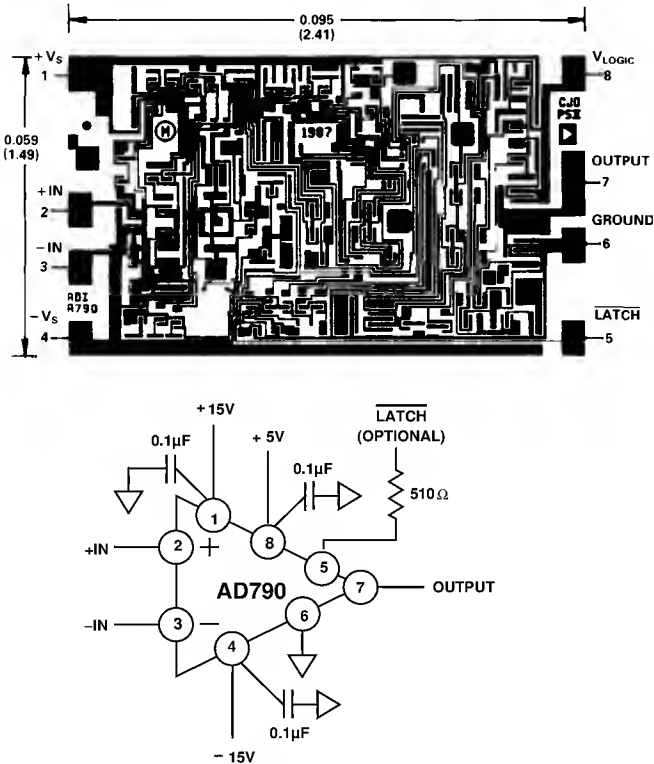 0.095
(2.41)
+VS
1
VLOGIC
8
CJO
PSX
0.059
(1.49)
M
1987
OUTPUT
7
+IN
2
GROUND
6
−IN
3
ADI
A790
−VS
4
LATCH
5
+15V
LATCH
(OPTIONAL)
0.1µF
+ 5V
0.1µF
510Ω
1
8
+IN
2
+
5
AD790
7
OUTPUT
6
−IN
3
−
4
0.1µF
− 15V